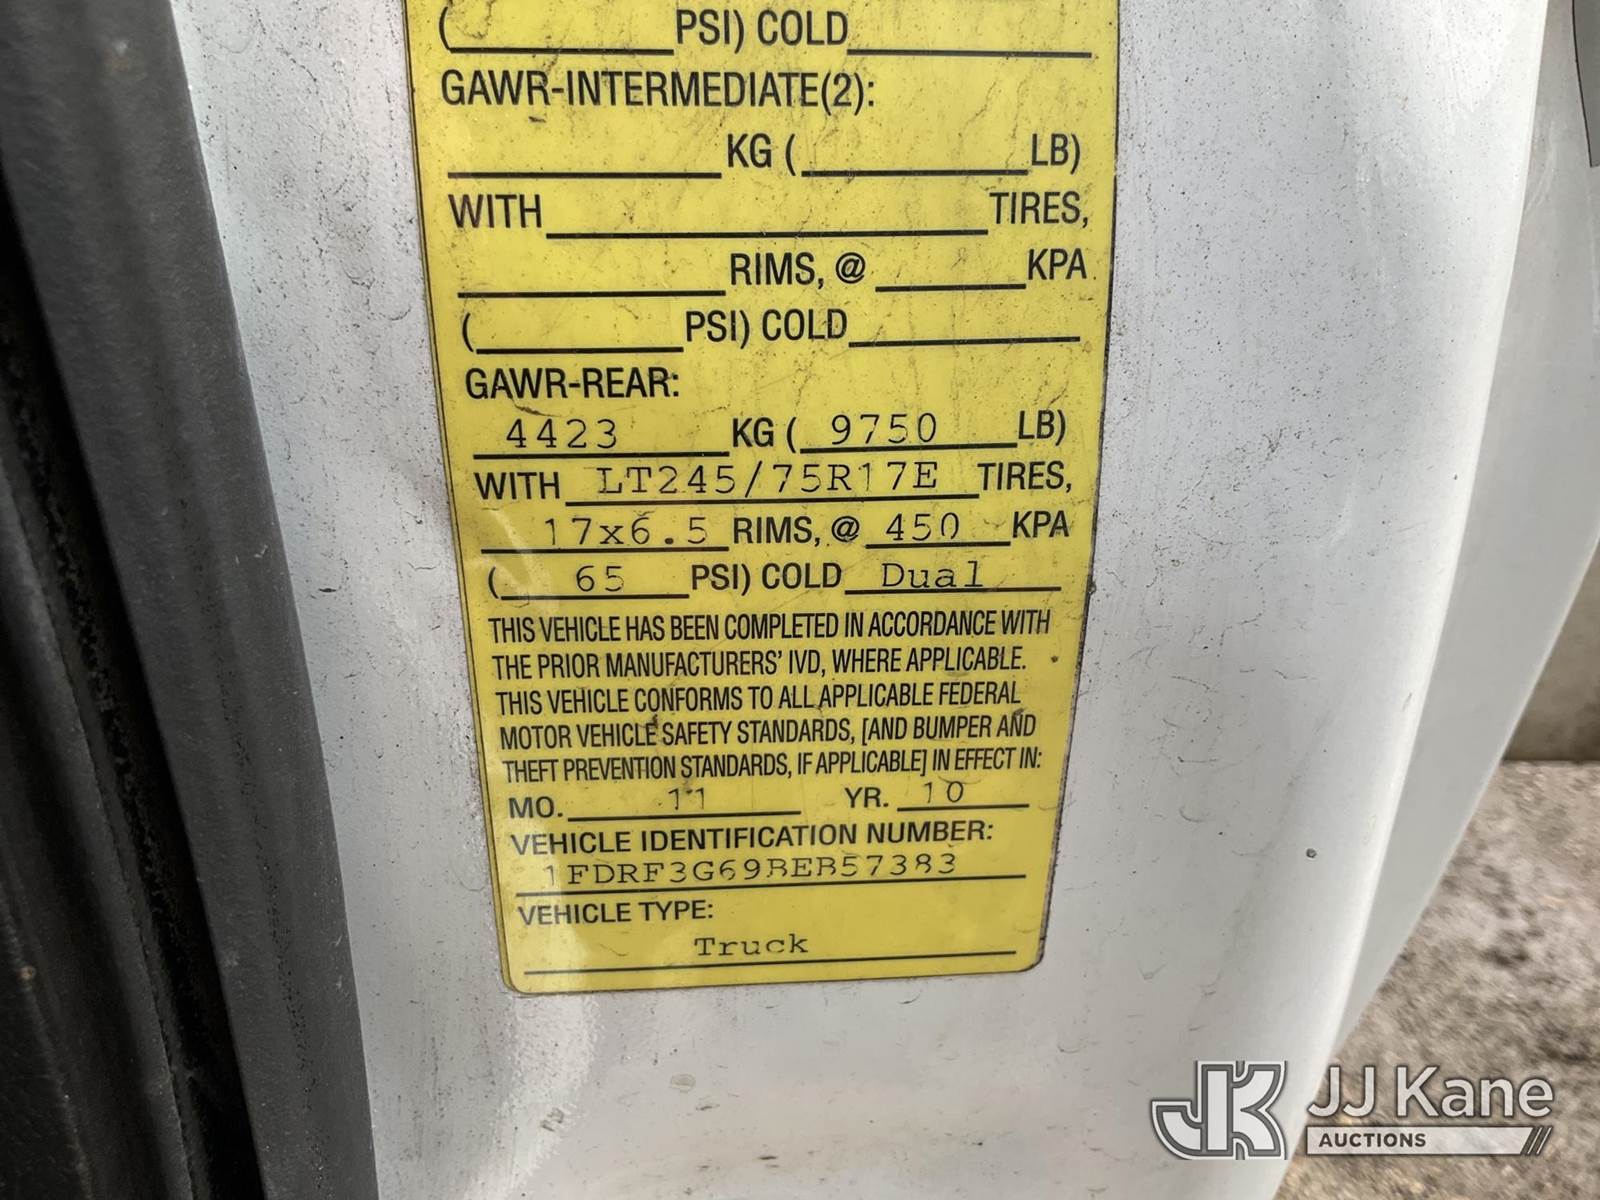 ( PSI) COLD
GAWR-INTERMEDIATE(2):
KG ( LB)
WITH TIRES,
RIMS, @ KPA
( PSI) COLD
GAWR-REAR:
4423 KG ( 9750 LB)
WITH LT245/75R17E TIRES,
17x6.5 RIMS, @ 450 KPA
( 65 PSI) COLD Dual
THIS VEHICLE HAS BEEN COMPLETED IN ACCORDANCE WITH
THE PRIOR MANUFACTURERS' IVD, WHERE APPLICABLE.
THIS VEHICLE CONFORMS TO ALL APPLICABLE FEDERAL
MOTOR VEHICLE SAFETY STANDARDS, [AND BUMPER AND
THEFT PREVENTION STANDARDS, IF APPLICABLE] IN EFFECT IN:
MO. 11 YR. 10
VEHICLE IDENTIFICATION NUMBER:
1FDRF3G69BEB57383
VEHICLE TYPE:
Truck
JK JJ Kane
AUCTIONS